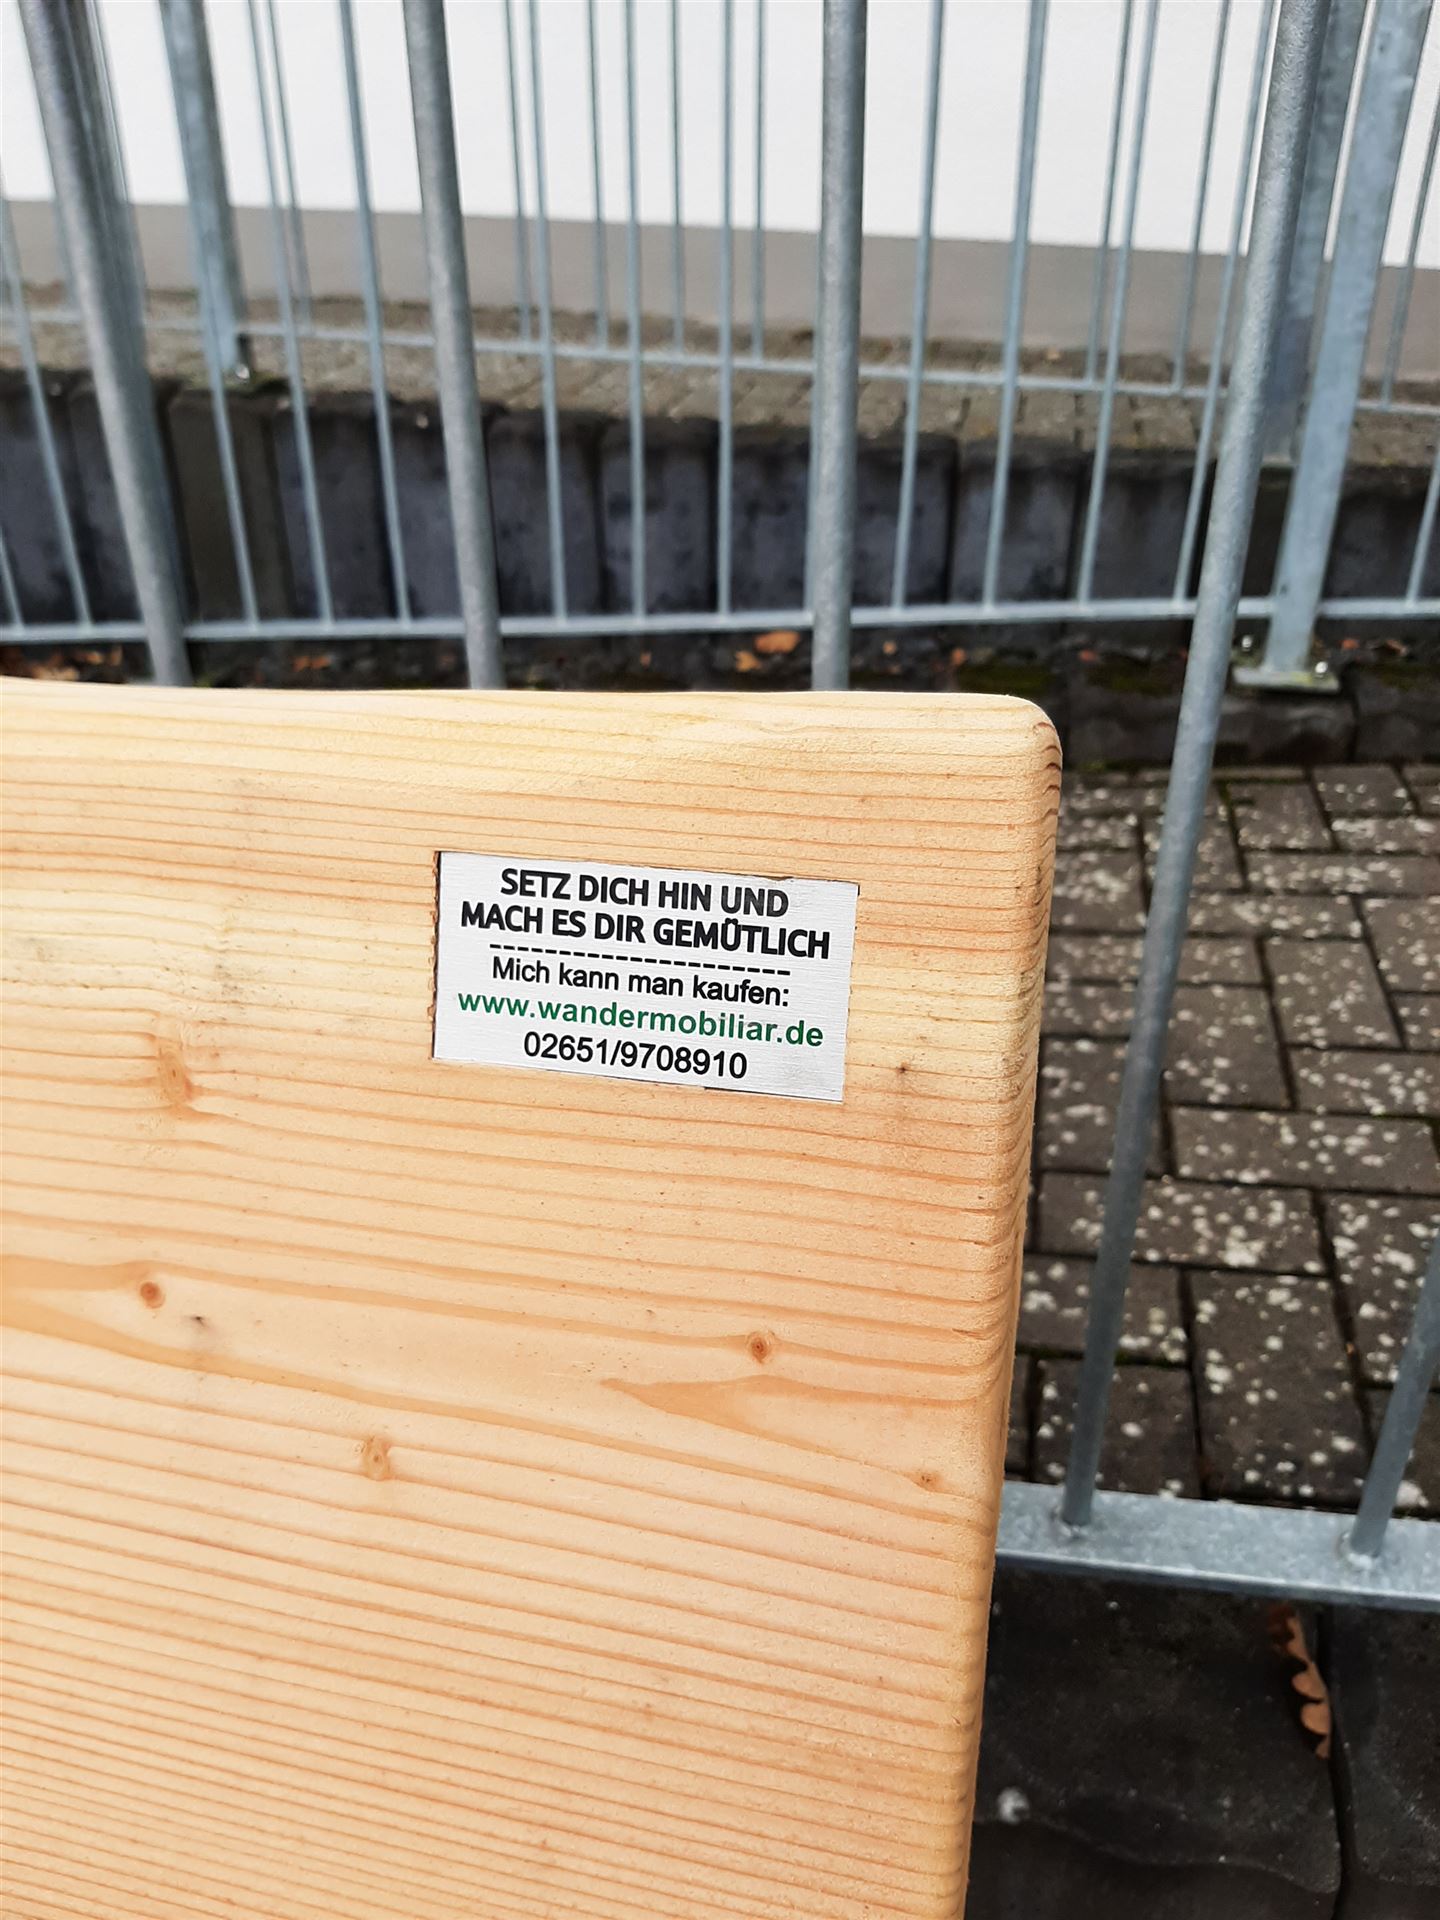 SETZ DICH HIN UND
MACH ES DIR GEMÜTLICH
----------------------
Mich kann man kaufen:
www.wandermobiliar.de
02651/9708910